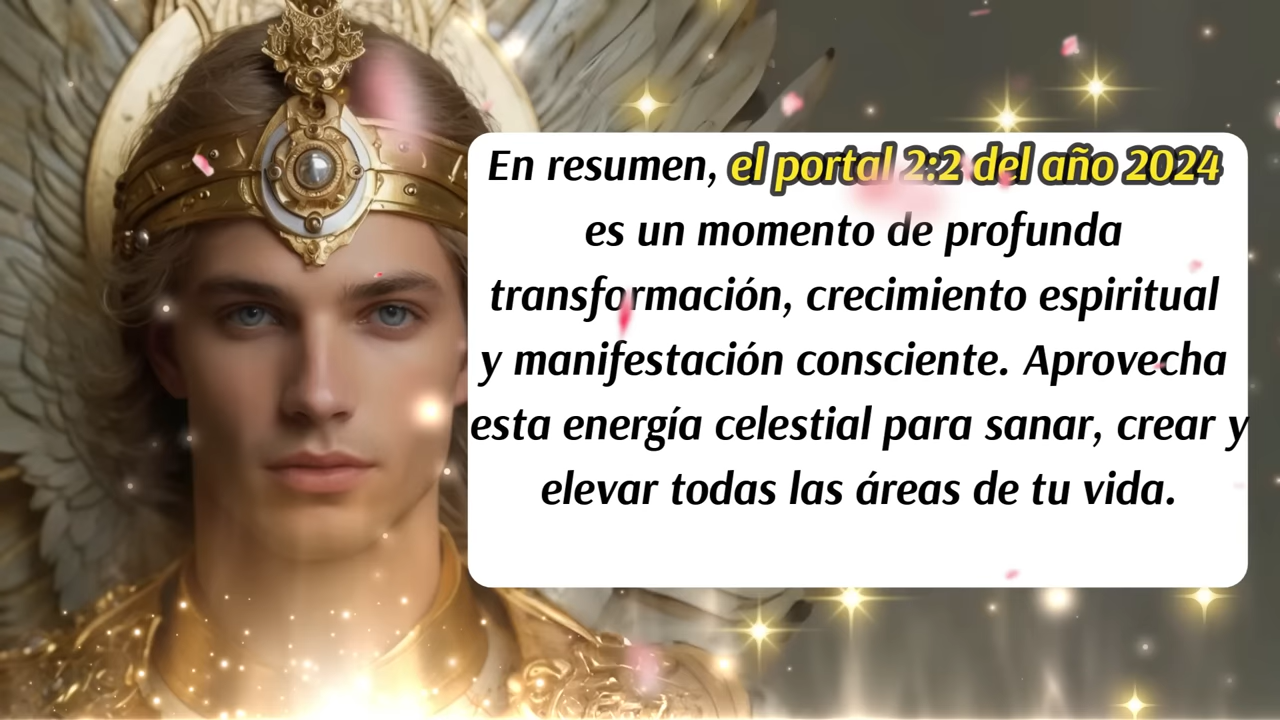 En resumen, el portal 2:2 del año 2024
es un momento de profunda
transformación, crecimiento espiritual
y manifestación consciente. Aprovecha
esta energía celestial para sanar, crear y
elevar todas las áreas de tu vida.